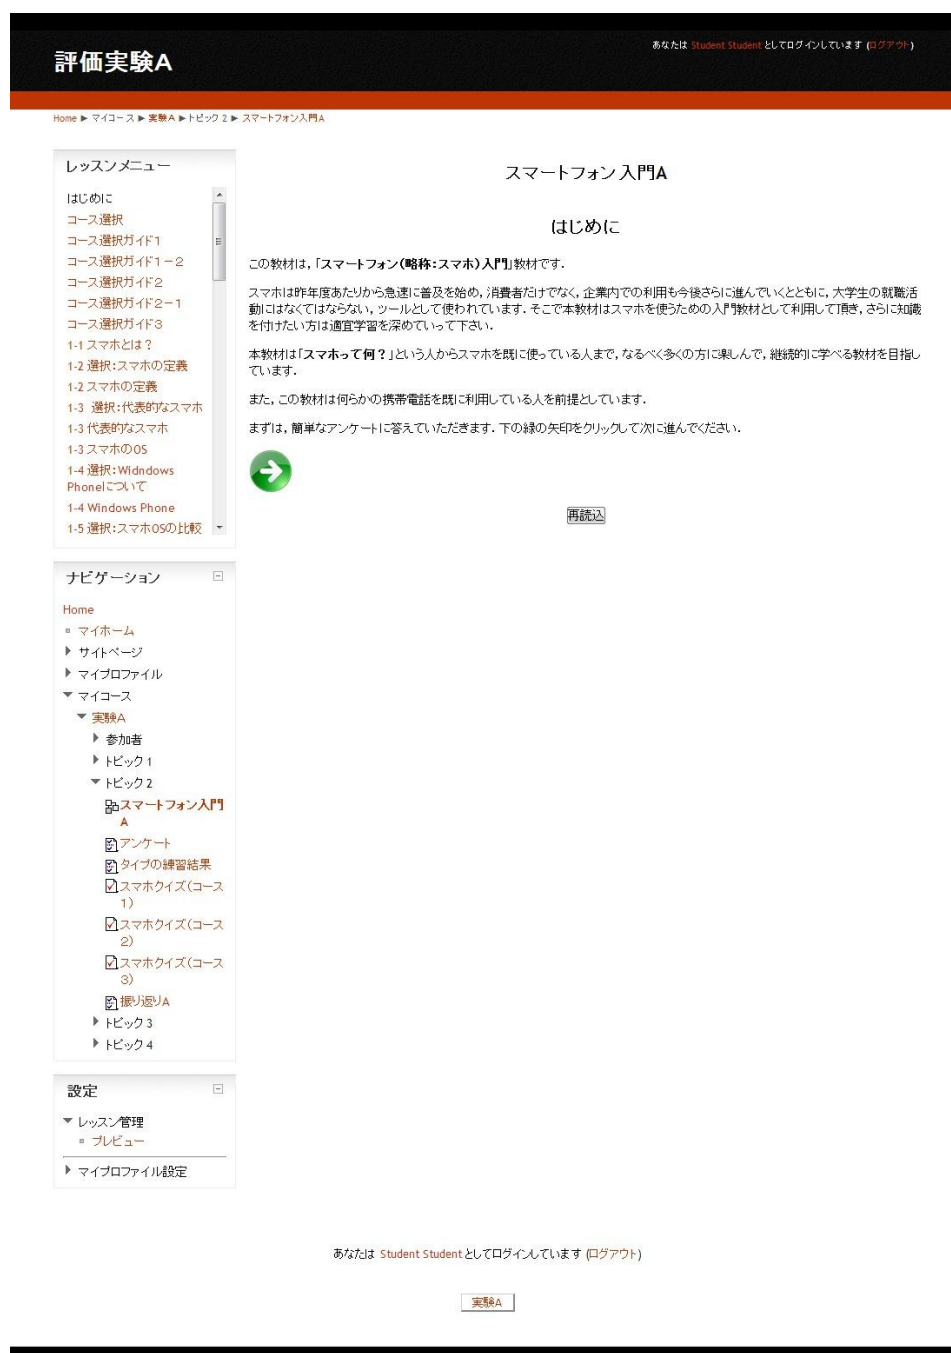 評価実験A
あなたは Student Student としてログインしています (ログアウト)
Home ► マイコース ► 実験A ► トピック 2 ► スマートフォン入門A
レッスンメニュー
はじめに
コース選択
コース選択ガイド1
コース選択ガイド1－2
コース選択ガイド2
コース選択ガイド2－1
コース選択ガイド3
1-1 スマホとは？
1-2 選択：スマホの定義
1-2 スマホの定義
1-3 選択：代表的なスマホ
1-3 代表的なスマホ
1-3 スマホのOS
1-4 選択：Widndows
Phoneについて
1-4 Windows Phone
1-5 選択：スマホOSの比較
スマートフォン入門A
はじめに
この教材は，「スマートフォン（略称：スマホ）入門」教材です．
スマホは昨年度あたりから急速に普及を始め，消費者だけでなく，企業内での利用も今後さらに進んでいくとともに，大学生の就職活
動にはなくてはならない，ツールとして使われています．そこで本教材はスマホを使うための入門教材として利用して頂き，さらに知識
を付けたい方は適宜学習を深めていって下さい．
本教材は「スマホって何？」という人からスマホを既に使っている人まで，なるべく多くの方に楽しんで，継続的に学べる教材を目指し
ています．
また，この教材は何らかの携帯電話を既に利用している人を前提としています．
まずは，簡単なアンケートに答えていただきます．下の緑の矢印をクリックして次に進んでください．
再読込
ナビゲーション
Home
マイホーム
サイトページ
マイプロファイル
マイコース
実験A
参加者
トピック 1
トピック 2
スマートフォン入門
A
アンケート
タイプの練習結果
スマホクイズ（コース
1）
スマホクイズ（コース
2）
スマホクイズ（コース
3）
振り返りA
トピック 3
トピック 4
設定
レッスン管理
プレビュー
マイプロファイル設定
あなたは Student Student としてログインしています (ログアウト)
実験A